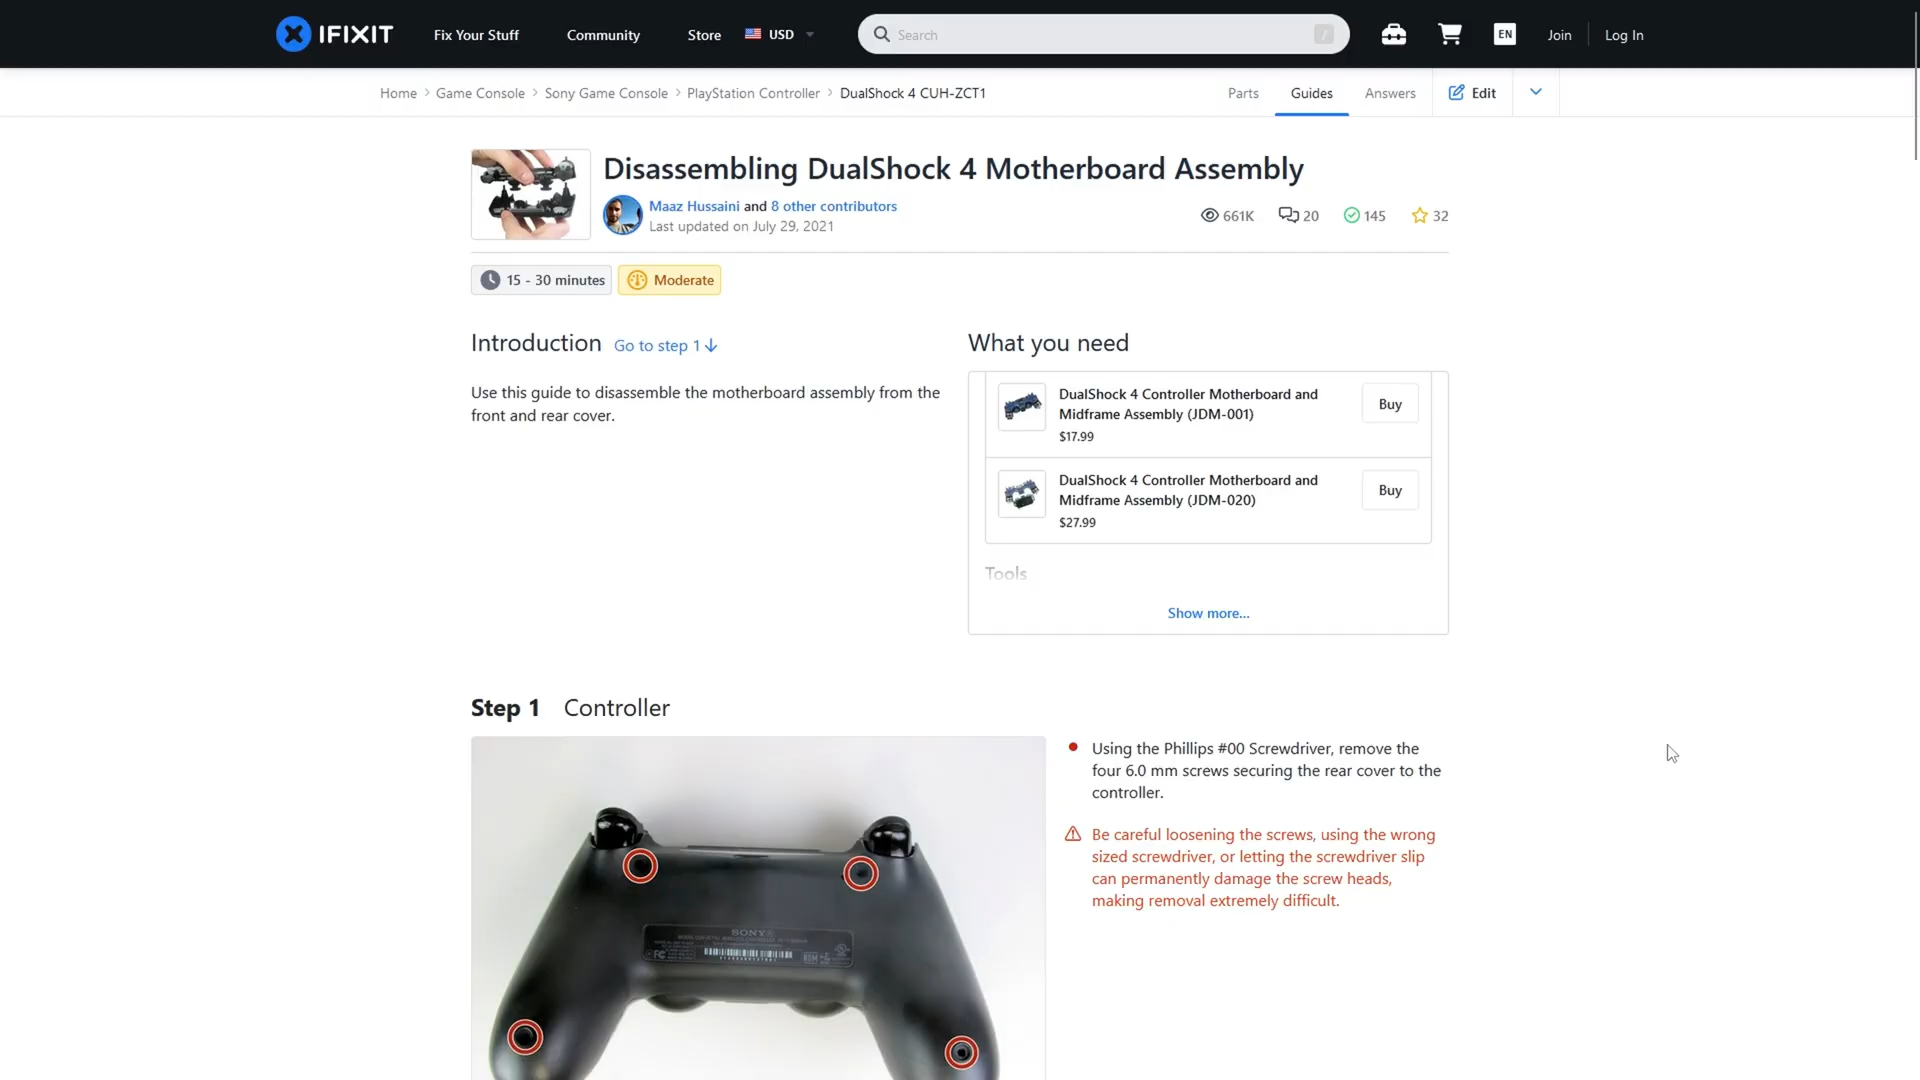 IFIXIT
Fix Your Stuff
Community
Store
USD
Search
/
EN
Join
Log In
Home > Game Console > Sony Game Console > PlayStation Controller > DualShock 4 CUH-ZCT1
Parts
Guides
Answers
Edit
Disassembling DualShock 4 Motherboard Assembly
Maaz Hussaini and 8 other contributors
Last updated on July 29, 2021
661K
20
145
32
15 - 30 minutes
Moderate
Introduction
Go to step 1
Use this guide to disassemble the motherboard assembly from the
front and rear cover.
What you need
DualShock 4 Controller Motherboard and
Midframe Assembly (JDM-001)
$17.99
Buy
DualShock 4 Controller Motherboard and
Midframe Assembly (JDM-020)
$27.99
Buy
Tools
Show more...
Step 1 Controller
Using the Phillips #00 Screwdriver, remove the
four 6.0 mm screws securing the rear cover to the
controller.
Be careful loosening the screws, using the wrong
sized screwdriver, or letting the screwdriver slip
can permanently damage the screw heads,
making removal extremely difficult.
SONY
FC